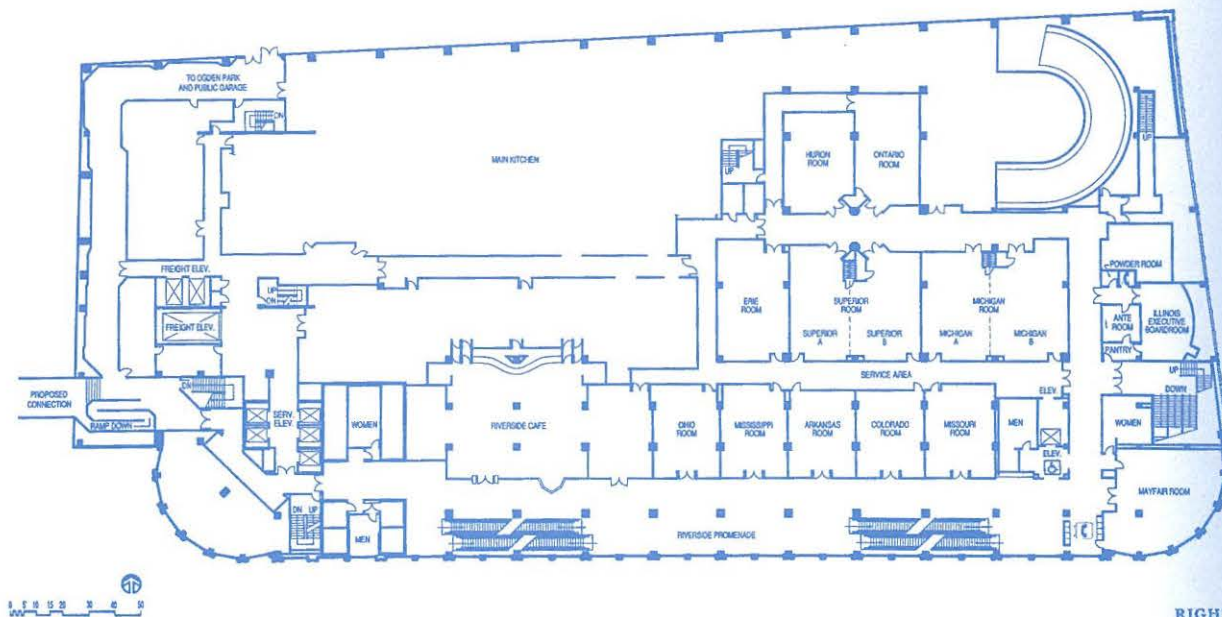 TO OGDEN PARK
AND PUBLIC GARAGE
DN
MAIN KITCHEN
UP
HURON
ROOM
ONTARIO
ROOM
UP
FREIGHT ELEV.
UP
DN
FREIGHT ELEV.
ERIE
ROOM
SUPERIOR
ROOM
SUPERIOR
A
SUPERIOR
B
MICHIGAN
ROOM
MICHIGAN
A
MICHIGAN
B
POWDER ROOM
ANTE
ROOM
ILLINOIS
EXECUTIVE
BOARDROOM
PANTRY
SERVICE AREA
UP
DOWN
PROPOSED
CONNECTION
RAMP DOWN
DN
SERV.
ELEV.
WOMEN
RIVERSIDE CAFE
OHIO
ROOM
MISSISSIPPI
ROOM
ARKANSAS
ROOM
COLORADO
ROOM
MISSOURI
ROOM
MEN
ELEV.
ELEV.
WOMEN
MAYFAIR ROOM
DN UP
MEN
RIVERSIDE PROMENADE
0 5' 10 15 20 30 40 50
RIGH